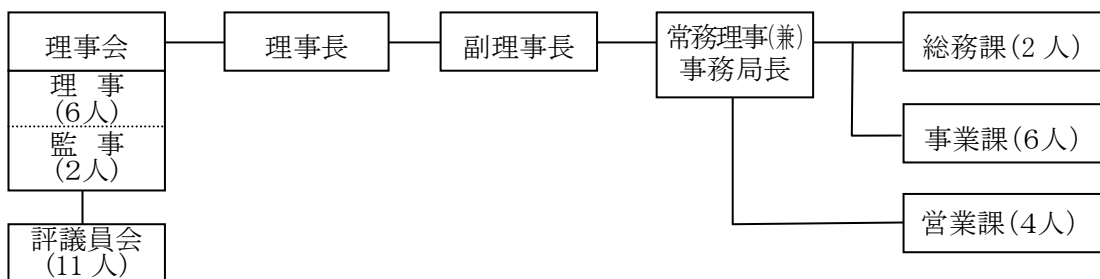 理事会
理 事
(6人)
監 事
(2人)
評議員会
(11人)
理事長
副理事長
常務理事(兼)
事務局長
総務課(2人)
事業課(6人)
営業課(4人)